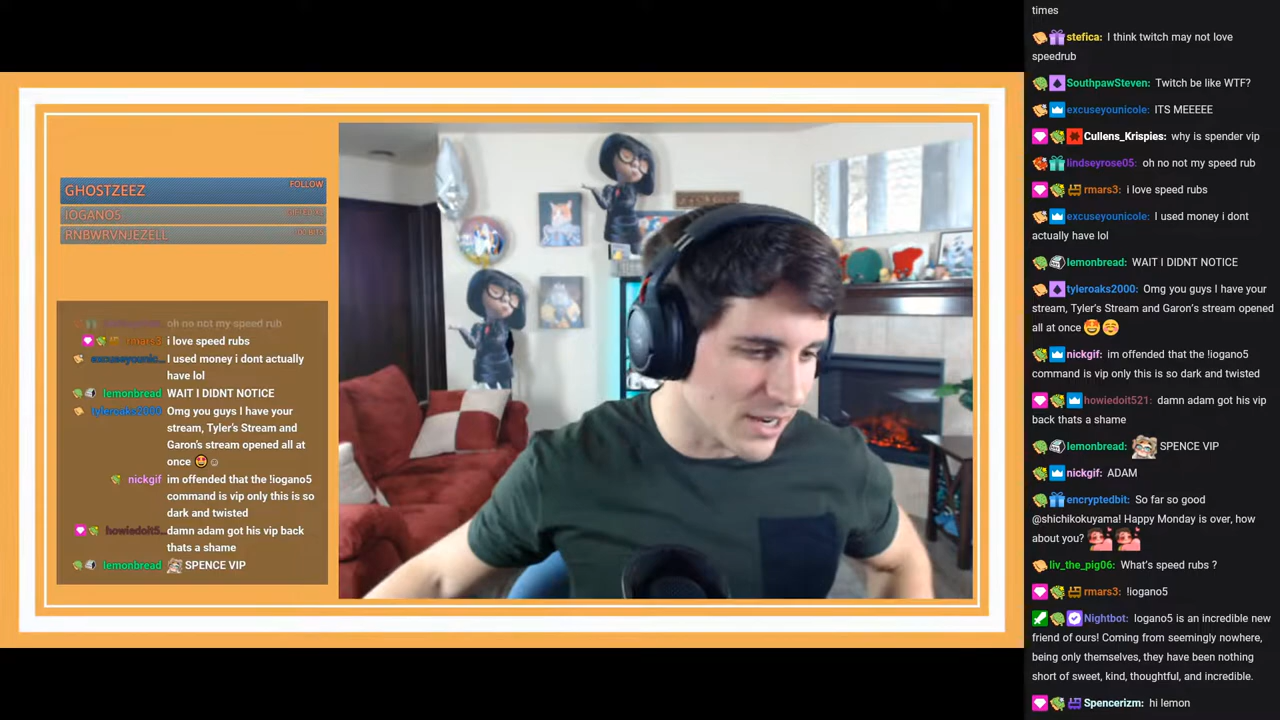 GHOSTZEEZ
FOLLOW
IOGANO5
RNBWRVNJEZELL
oh no not my speed rub
rmars3 i love speed rubs
excuseyounic... I used money i dont actually
have lol
lemonbread WAIT I DIDNT NOTICE
tyleroaks2000 Omg you guys I have your
stream, Tyler's Stream and
Garon's stream opened all at
once
nickgif im offended that the !iogano5
command is vip only this is so
dark and twisted
howiedoit5... damn adam got his vip back
thats a shame
lemonbread SPENCE VIP
times
stefica: I think twitch may not love
speedrub
SouthpawSteven: Twitch be like WTF?
excuseyounicole: ITS MEEEEE
Cullens_Krispies: why is spender vip
lindseyrose05: oh no not my speed rub
rmars3: i love speed rubs
excuseyounicole: I used money i dont
actually have lol
lemonbread: WAIT I DIDNT NOTICE
tyleroaks2000: Omg you guys I have your
stream, Tyler's Stream and Garon's stream opened
all at once
nickgif: im offended that the !iogano5
command is vip only this is so dark and twisted
howiedoit521: damn adam got his vip
back thats a shame
lemonbread: SPENCE VIP
nickgif: ADAM
encryptedbit: So far so good
@shichikokuyama! Happy Monday is over, how
about you?
liv_the_pig06: What's speed rubs ?
rmars3: !iogano5
Nightbot: Iogano5 is an incredible new
friend of ours! Coming from seemingly nowhere,
being only themselves, they have been nothing
short of sweet, kind, thoughtful, and incredible.
Spencerizm: hi lemon